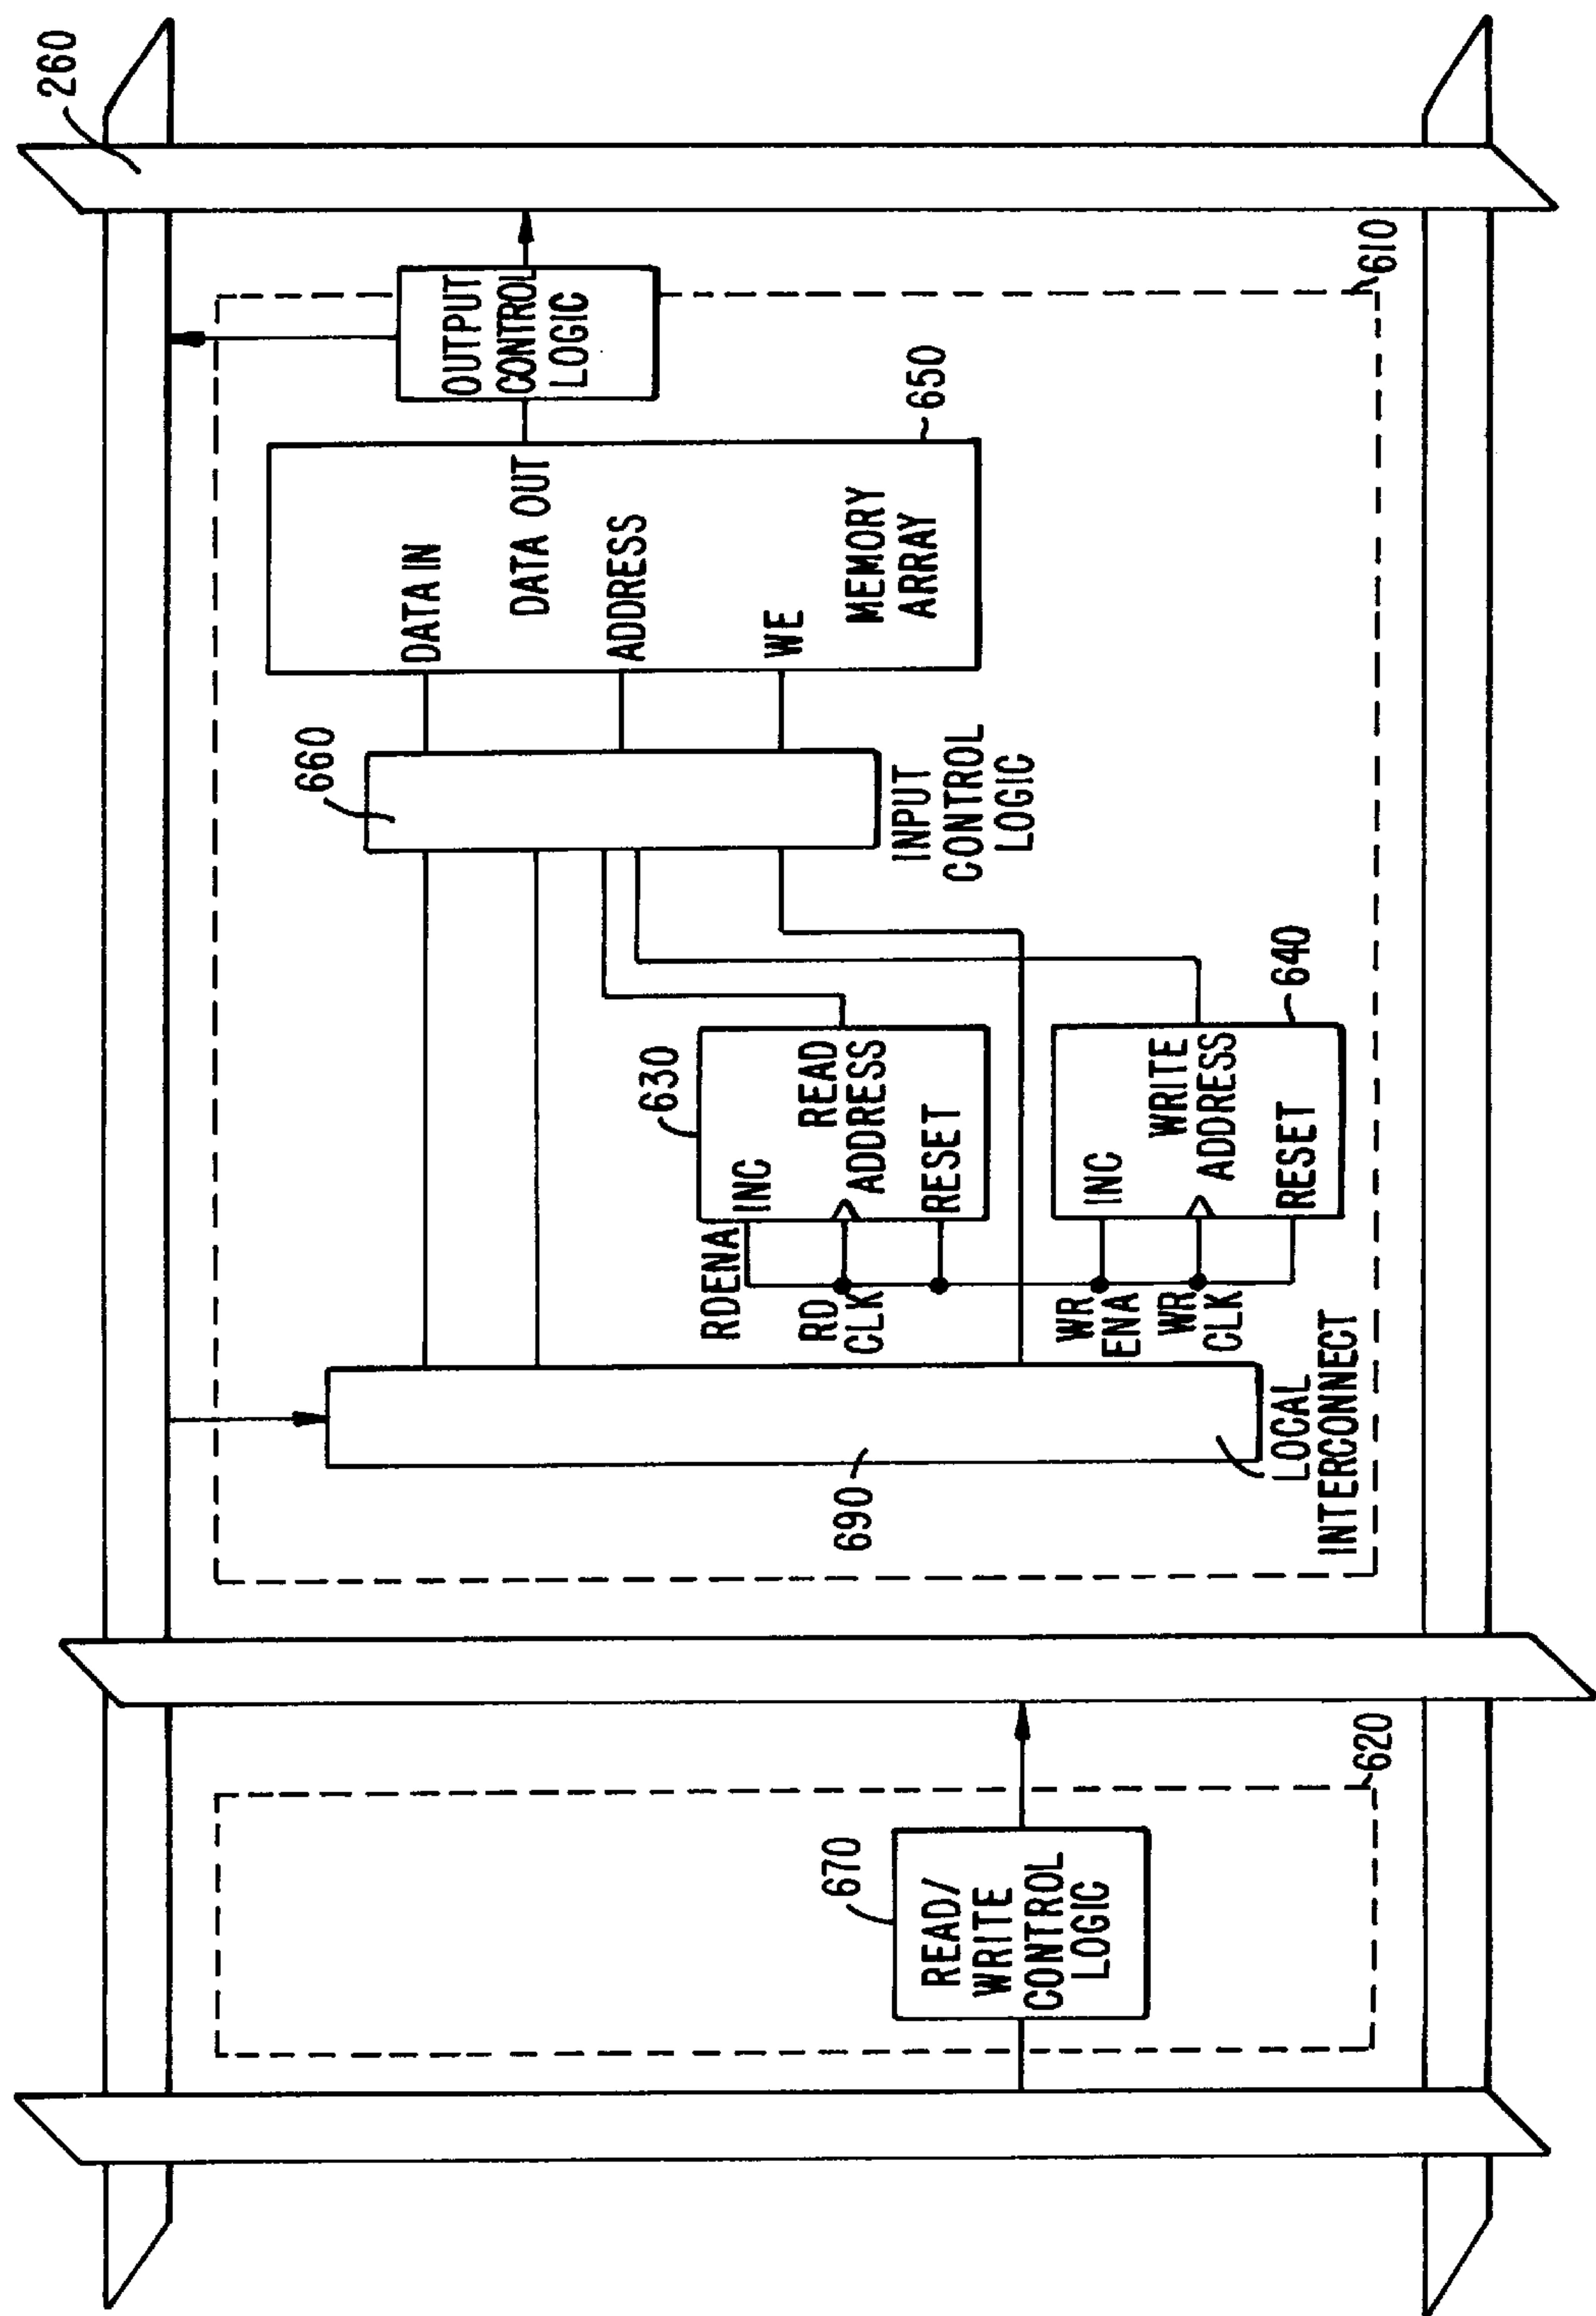 260
OUTPUT
CONTROL
LOGIC
610
650
DATA IN
DATA OUT
ADDRESS
WE
MEMORY
ARRAY
660
INPUT
CONTROL
LOGIC
630
INC
READ
ADDRESS
RESET
640
INC
WRITE
ADDRESS
RESET
RDENA
RD
CLK
WR
ENA
WR
CLK
690
LOCAL
INTERCONNECT
620
670
READ/
WRITE
CONTROL
LOGIC